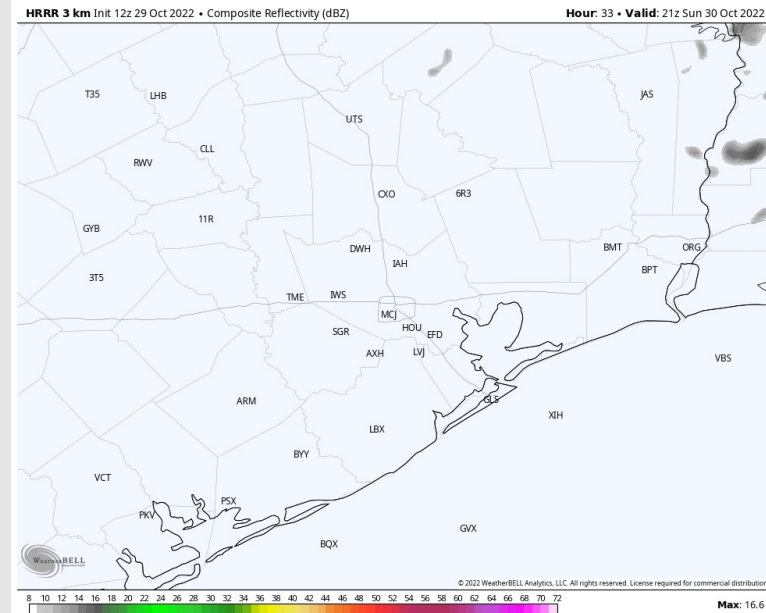 HRRR 3 km Init 12z 29 Oct 2022 • Composite Reflectivity (dBZ) Hour: 33 • Valid: 21z Sun 30 Oct 2022
T35 LHB JAS
UTS
CLL
RWV
CXO 6R3
11R
GYB
DWH BMT ORG
IAH
BPT
3T5
TME IWS
MCJ
SGR HOU EFD
AXH LVJ
VBS
ARM GLS
XIH
LBX
BYY
VCT
PSX
PKV
GVX
BQX
WEATHERBELL
© 2022 WeatherBELL Analytics, LLC. All rights reserved. License required for commercial distribution
8 10 12 14 16 18 20 22 24 26 28 30 32 34 35 36 38 40 42 44 46 48 50 52 54 56 58 60 62 64 66 68 70 72
Max: 16.6